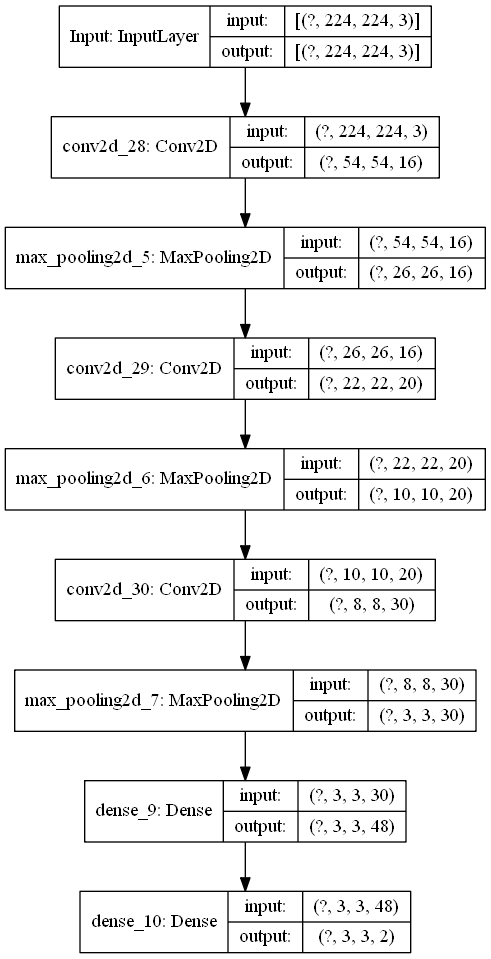 Input: InputLayer
input: [(?, 224, 224, 3)]
output: [(?, 224, 224, 3)]
conv2d_28: Conv2D
input: (?, 224, 224, 3)
output: (?, 54, 54, 16)
max_pooling2d_5: MaxPooling2D
input: (?, 54, 54, 16)
output: (?, 26, 26, 16)
conv2d_29: Conv2D
input: (?, 26, 26, 16)
output: (?, 22, 22, 20)
max_pooling2d_6: MaxPooling2D
input: (?, 22, 22, 20)
output: (?, 10, 10, 20)
conv2d_30: Conv2D
input: (?, 10, 10, 20)
output: (?, 8, 8, 30)
max_pooling2d_7: MaxPooling2D
input: (?, 8, 8, 30)
output: (?, 3, 3, 30)
dense_9: Dense
input: (?, 3, 3, 30)
output: (?, 3, 3, 48)
dense_10: Dense
input: (?, 3, 3, 48)
output: (?, 3, 3, 2)